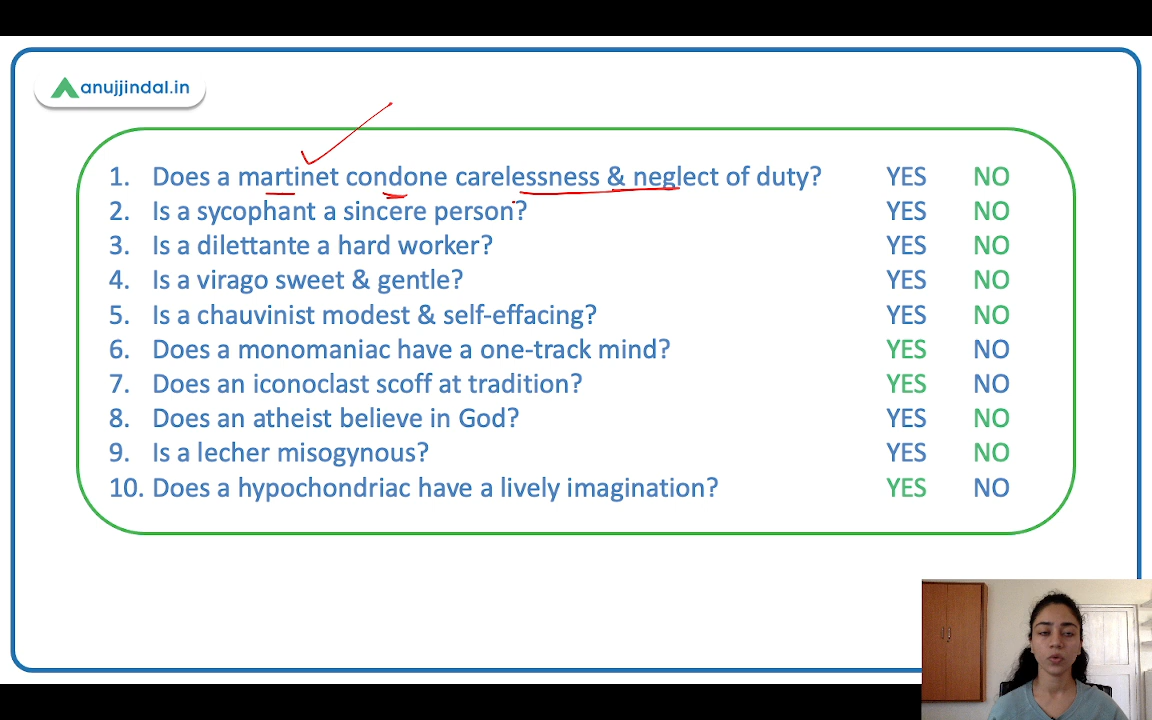 anujjindal.in
1. Does a martinet condone carelessness & neglect of duty? YES NO
2. Is a sycophant a sincere person? YES NO
3. Is a dilettante a hard worker? YES NO
4. Is a virago sweet & gentle? YES NO
5. Is a chauvinist modest & self-effacing? YES NO
6. Does a monomaniac have a one-track mind? YES NO
7. Does an iconoclast scoff at tradition? YES NO
8. Does an atheist believe in God? YES NO
9. Is a lecher misogynous? YES NO
10. Does a hypochondriac have a lively imagination? YES NO